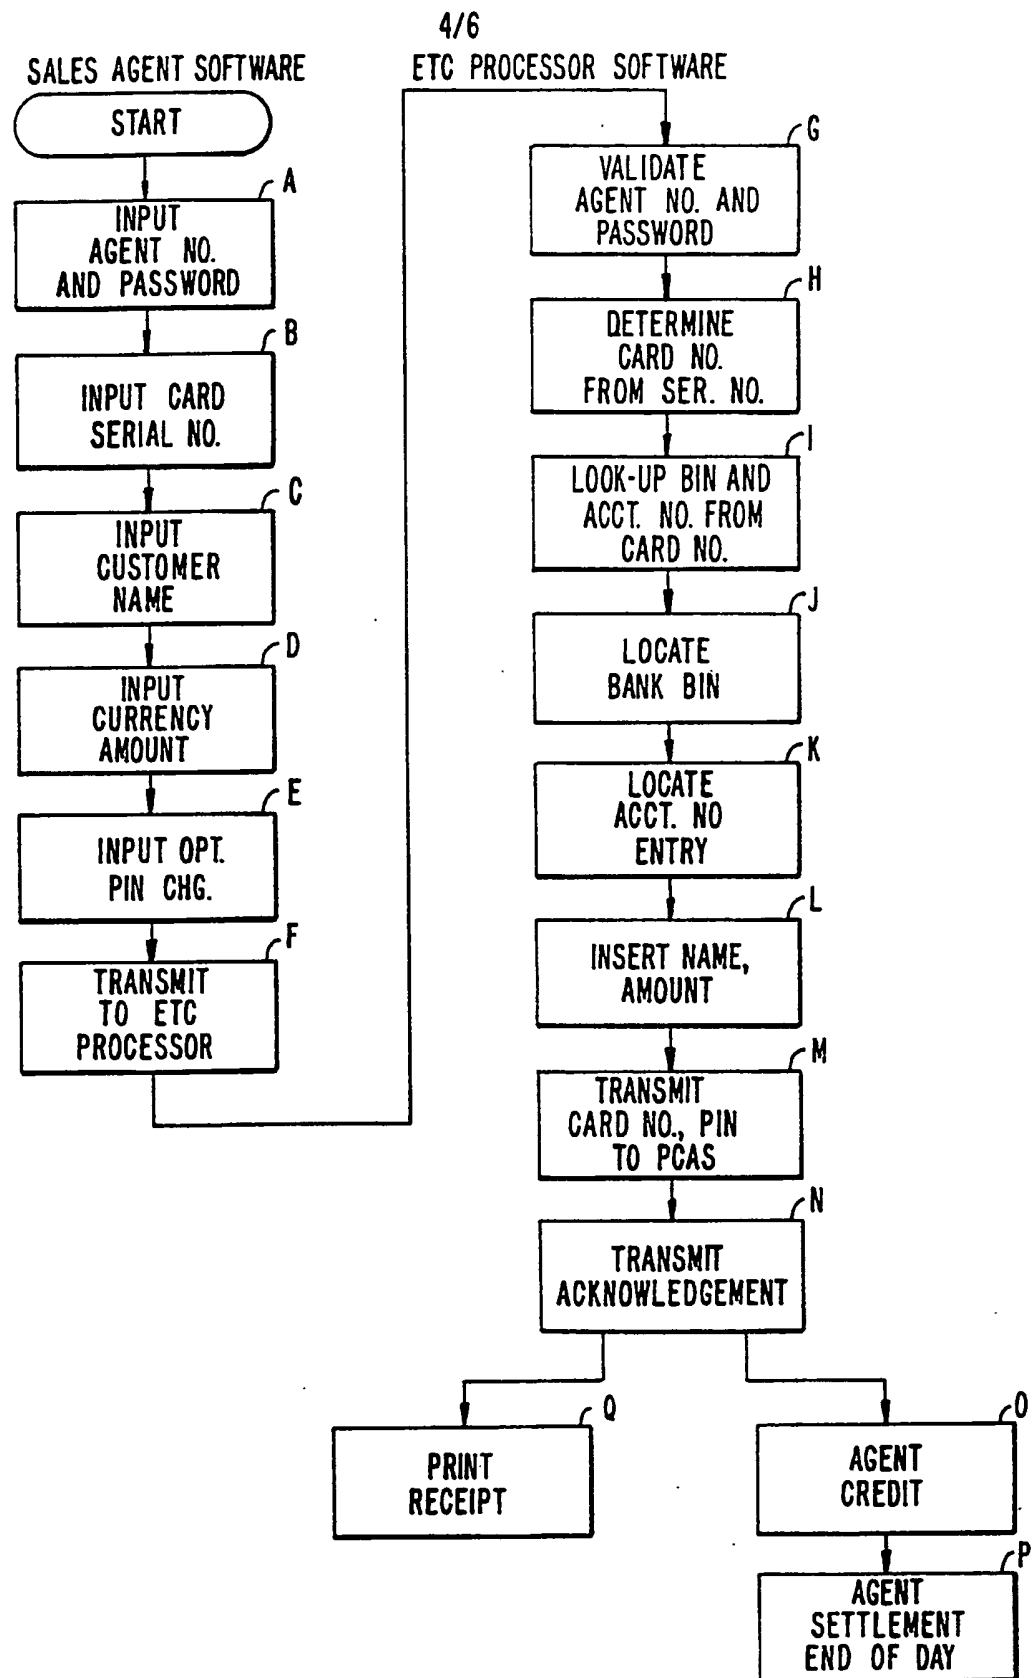 4/6
SALES AGENT SOFTWARE
START
A
INPUT
AGENT NO.
AND PASSWORD
B
INPUT CARD
SERIAL NO.
C
INPUT
CUSTOMER
NAME
D
INPUT
CURRENCY
AMOUNT
E
INPUT OPT.
PIN CHG.
F
TRANSMIT
TO ETC
PROCESSOR
ETC PROCESSOR SOFTWARE
G
VALIDATE
AGENT NO. AND
PASSWORD
H
DETERMINE
CARD NO.
FROM SER. NO.
I
LOOK-UP BIN AND
ACCT. NO. FROM
CARD NO.
J
LOCATE
BANK BIN
K
LOCATE
ACCT. NO
ENTRY
L
INSERT NAME,
AMOUNT
M
TRANSMIT
CARD NO., PIN
TO PCAS
N
TRANSMIT
ACKNOWLEDGEMENT
Q
PRINT
RECEIPT
O
AGENT
CREDIT
P
AGENT
SETTLEMENT
END OF DAY